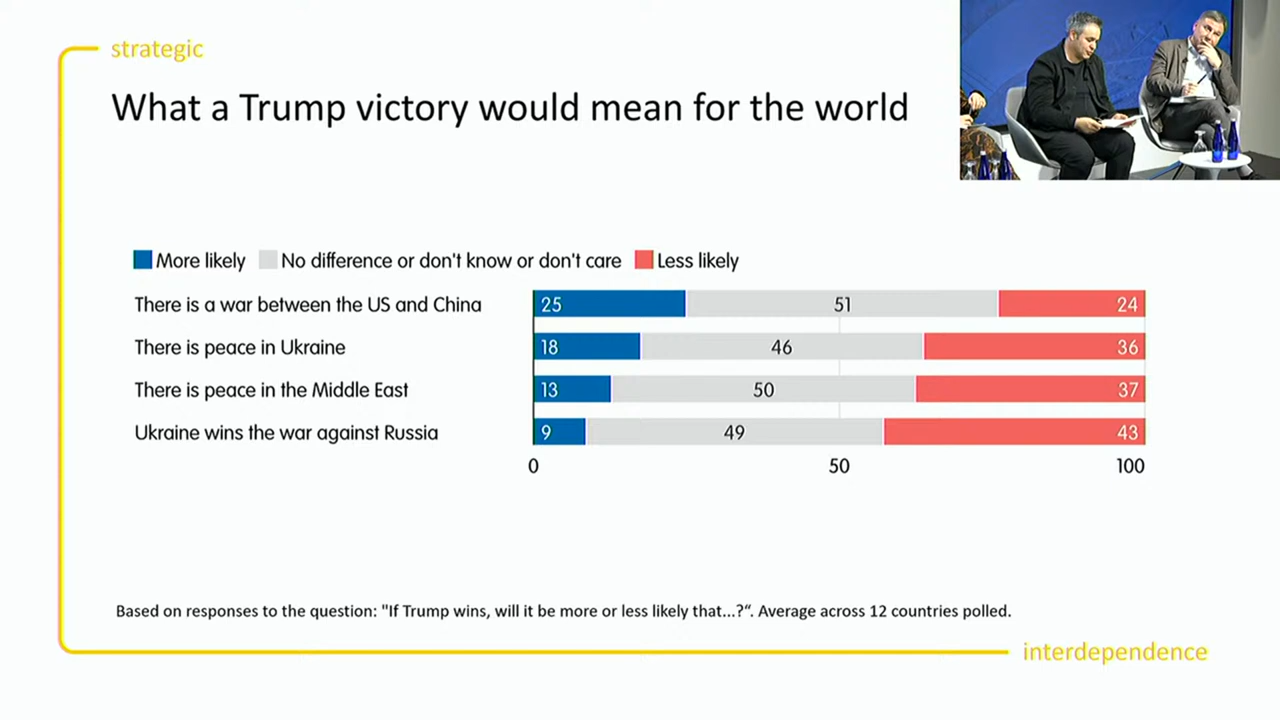 strategic
What a Trump victory would mean for the world
More likely No difference or don't know or don't care Less likely
There is a war between the US and China 25 51 24
There is peace in Ukraine 18 46 36
There is peace in the Middle East 13 50 37
Ukraine wins the war against Russia 9 49 43
0 50 100
Based on responses to the question: "If Trump wins, will it be more or less likely that...?“. Average across 12 countries polled.
interdependence